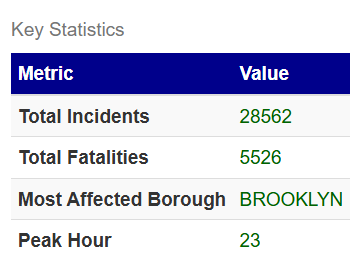 Key Statistics
Metric Value
Total Incidents 28562
Total Fatalities 5526
Most Affected Borough BROOKLYN
Peak Hour 23